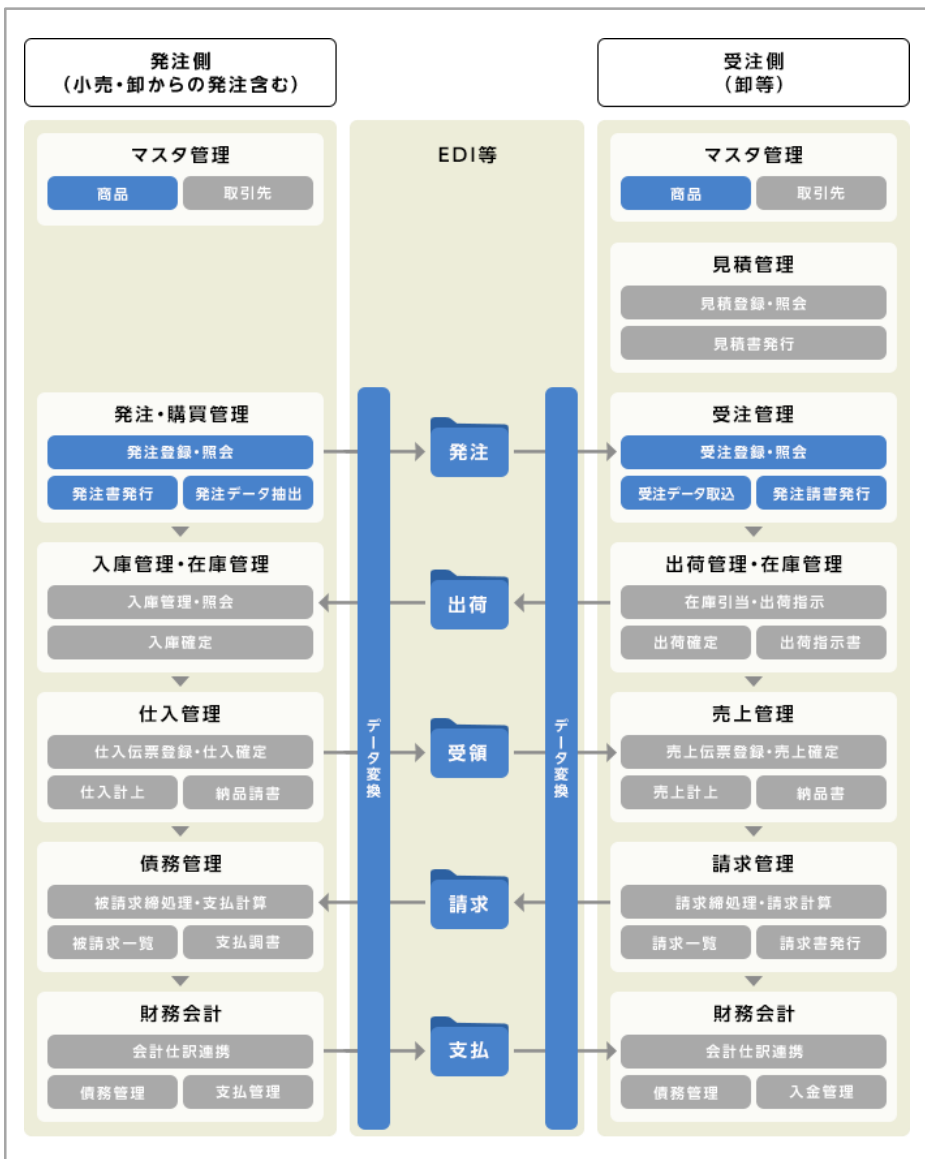 発注側
(小売・卸からの発注含む)
マスタ管理
商品
取引先
発注・購買管理
発注登録・照会
発注書発行
発注データ抽出
入庫管理・在庫管理
入庫管理・照会
入庫確定
仕入管理
仕入伝票登録・仕入確定
仕入計上
納品請書
債務管理
被請求締処理・支払計算
被請求一覧
支払調書
財務会計
会計仕訳連携
債務管理
支払管理
EDI等
データ変換
発注
出荷
受領
請求
支払
データ変換
受注側
(卸等)
マスタ管理
商品
取引先
見積管理
見積登録・照会
見積書発行
受注管理
受注登録・照会
受注データ取込
発注請書発行
出荷管理・在庫管理
在庫引当・出荷指示
出荷確定
出荷指示書
売上管理
売上伝票登録・売上確定
売上計上
納品書
請求管理
請求締処理・請求計算
請求一覧
請求書発行
財務会計
会計仕訳連携
債務管理
入金管理